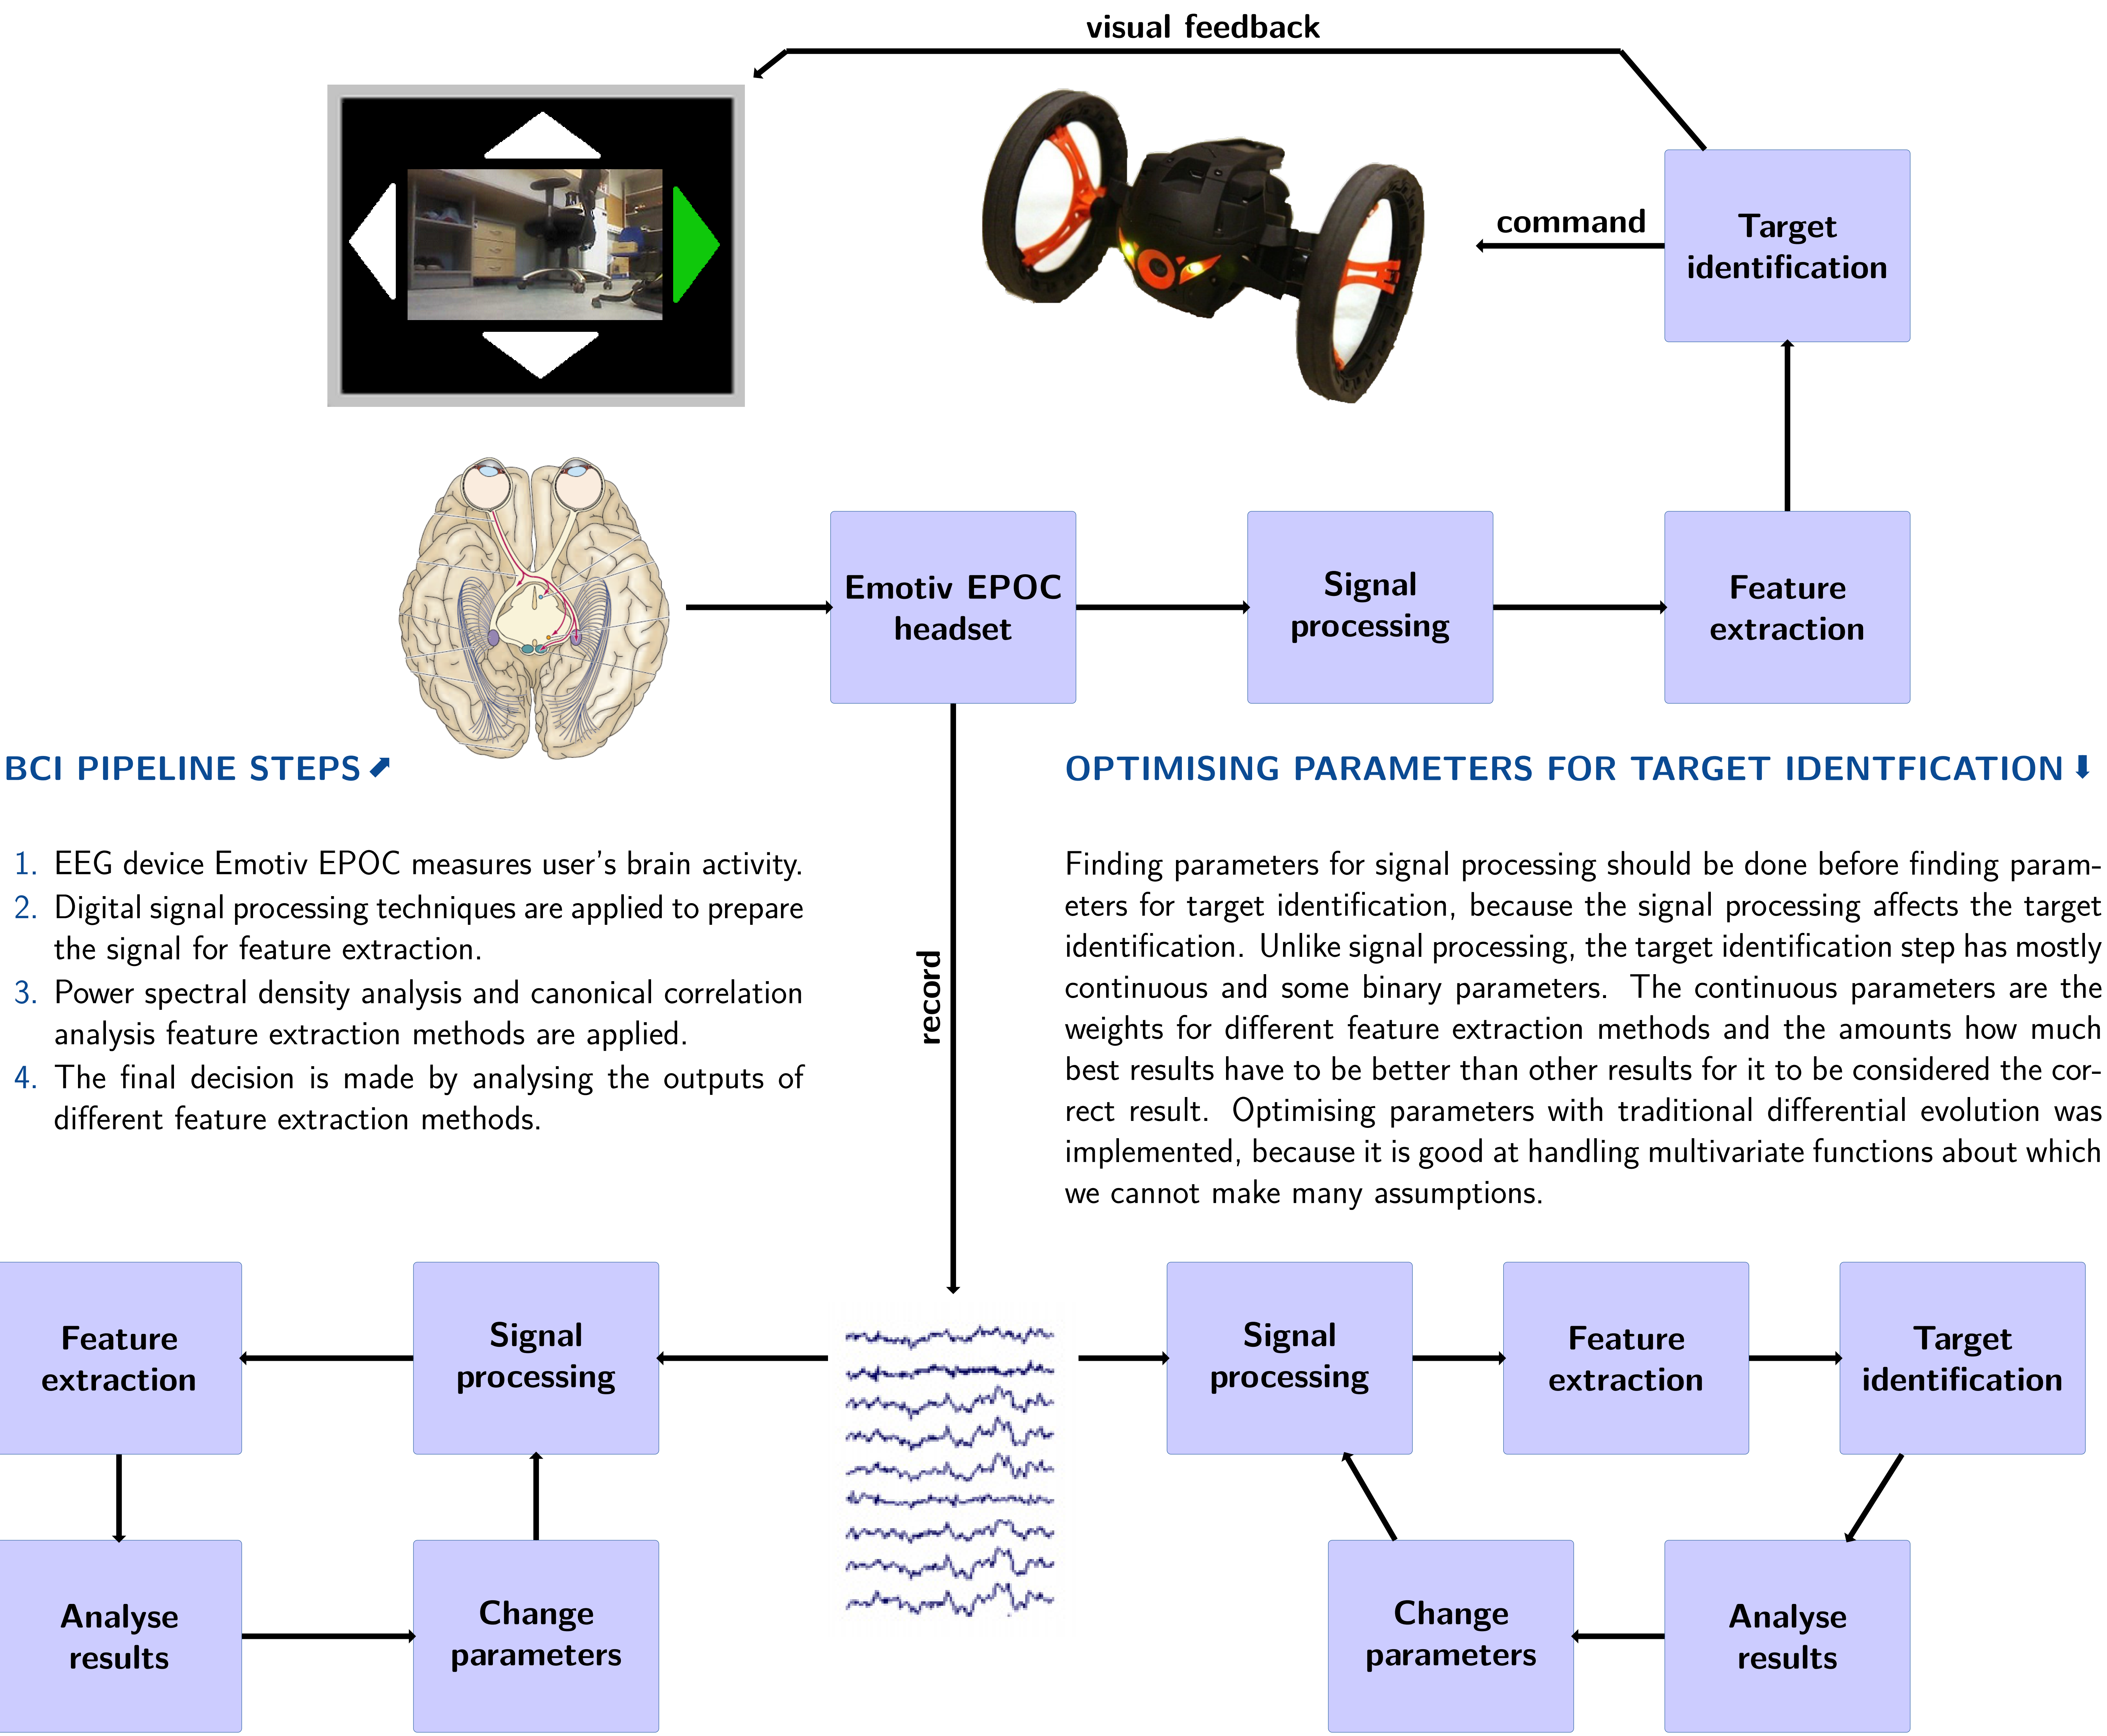 visual feedback
command
Target
identification
Emotiv EPOC
headset
Signal
processing
Feature
extraction
BCI PIPELINE STEPS
1. EEG device Emotiv EPOC measures user's brain activity.
2. Digital signal processing techniques are applied to prepare
the signal for feature extraction.
3. Power spectral density analysis and canonical correlation
analysis feature extraction methods are applied.
4. The final decision is made by analysing the outputs of
different feature extraction methods.
record
OPTIMISING PARAMETERS FOR TARGET IDENTFICATION
Finding parameters for signal processing should be done before finding param-
eters for target identification, because the signal processing affects the target
identification. Unlike signal processing, the target identification step has mostly
continuous and some binary parameters. The continuous parameters are the
weights for different feature extraction methods and the amounts how much
best results have to be better than other results for it to be considered the cor-
rect result. Optimising parameters with traditional differential evolution was
implemented, because it is good at handling multivariate functions about which
we cannot make many assumptions.
Feature
extraction
Signal
processing
Signal
processing
Feature
extraction
Target
identification
Analyse
results
Change
parameters
Change
parameters
Analyse
results